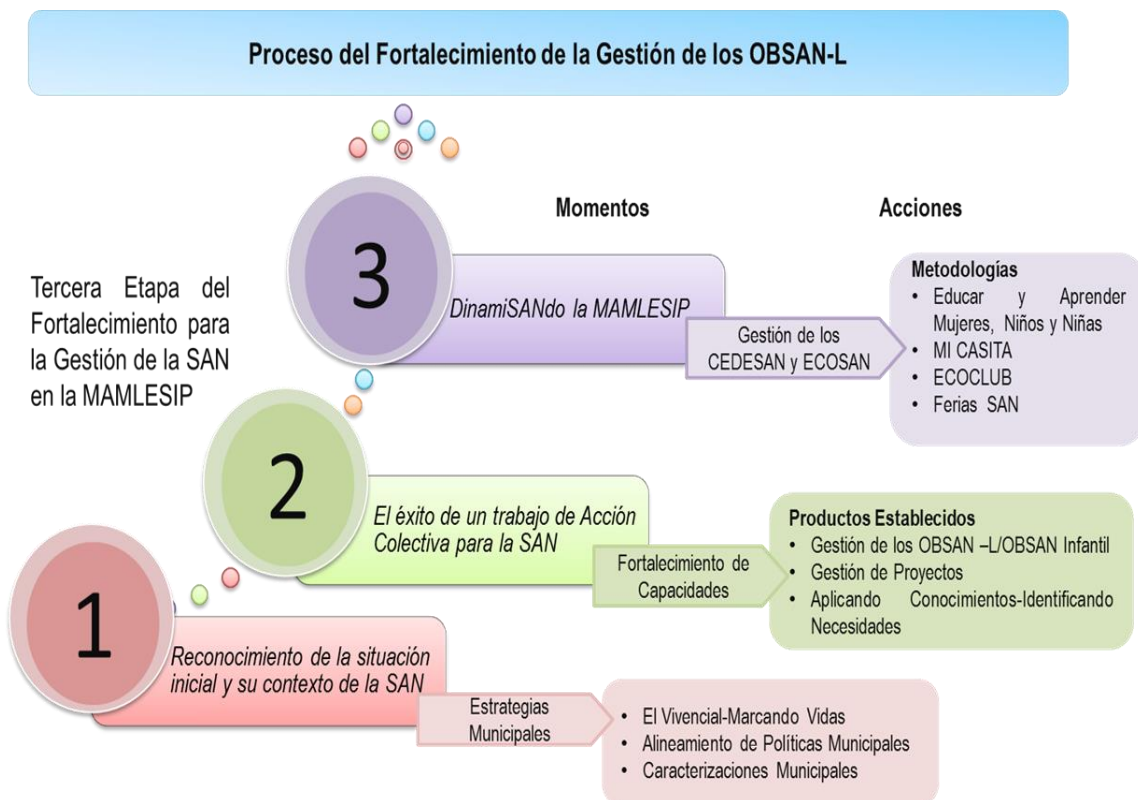 Proceso del Fortalecimiento de la Gestión de los OBSAN-L
Momentos
Acciones
Tercera Etapa del
Fortalecimiento para
la Gestión de la SAN
en la MAMLESIP
3
DinamiSANdo la MAMLESIP
Gestión de los
CEDESAN y ECOSAN
Metodologías
• Educar y Aprender
Mujeres, Niños y Niñas
• MI CASITA
• ECOCLUB
• Ferias SAN
2
El éxito de un trabajo de Acción
Colectiva para la SAN
Fortalecimiento de
Capacidades
Productos Establecidos
• Gestión de los OBSAN –L/OBSAN Infantil
• Gestión de Proyectos
• Aplicando Conocimientos-Identificando
Necesidades
1
Reconocimiento de la situación
inicial y su contexto de la SAN
Estrategias
Municipales
• El Vivencial-Marcando Vidas
• Alineamiento de Políticas Municipales
• Caracterizaciones Municipales